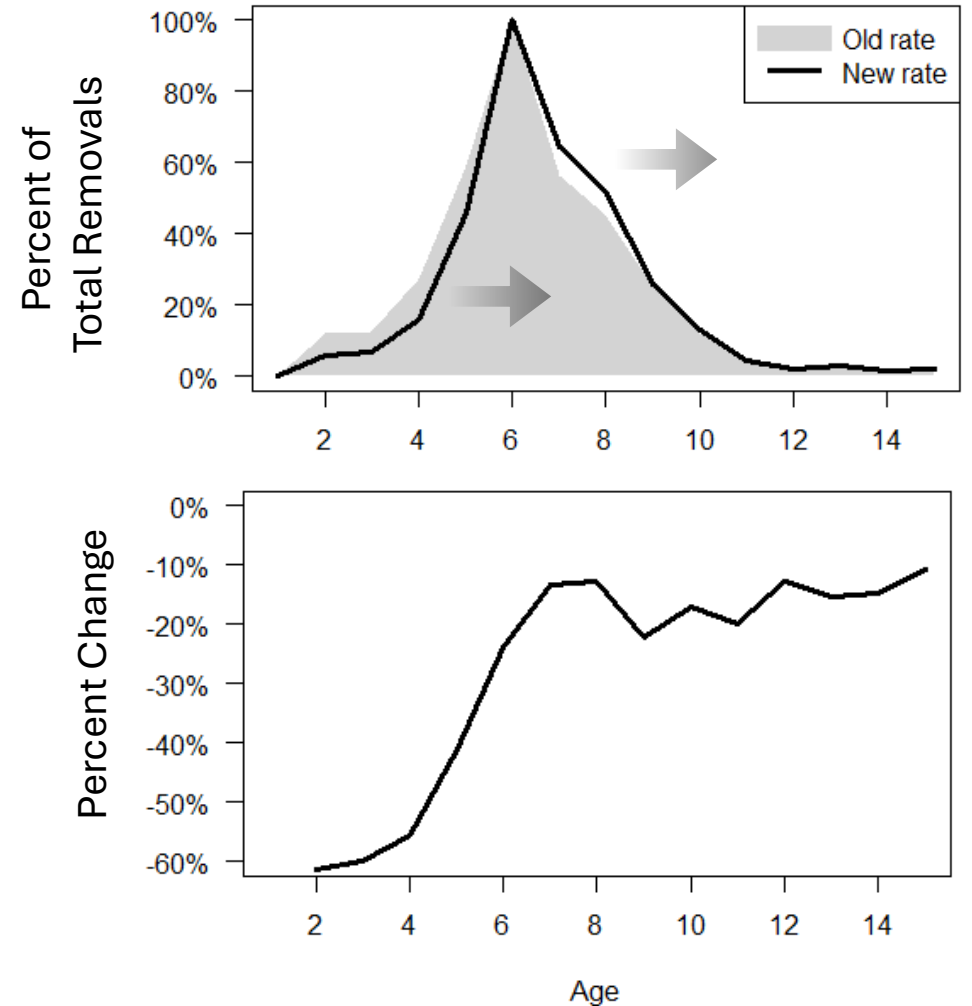 Percent of
Total Removals
100%
80%
60%
40%
20%
0%
Old rate
New rate
2 4 6 8 10 12 14
Percent Change
0%
-10%
-20%
-30%
-40%
-50%
-60%
2 4 6 8 10 12 14
Age